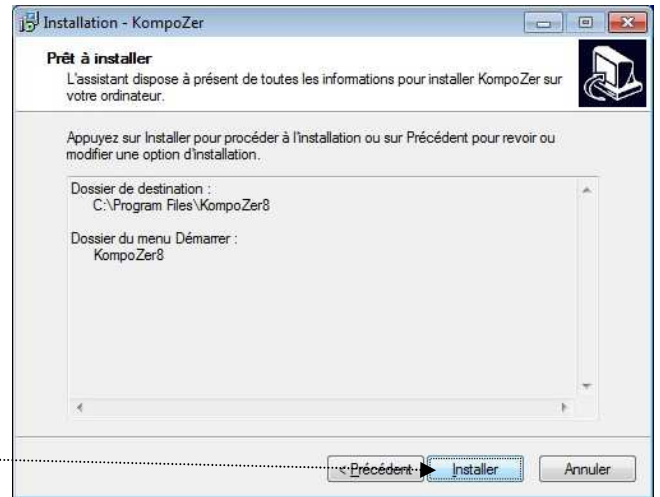 Installation - KompoZer
Prêt à installer
L'assistant dispose à présent de toutes les informations pour installer KompoZer sur
votre ordinateur.
Appuyez sur Installer pour procéder à l'installation ou sur Précédent pour revoir ou
modifier une option d'installation.
Dossier de destination :
C:\Program Files\KompoZer8
Dossier du menu Démarrer :
KompoZer8
< Précédent
Installer
Annuler